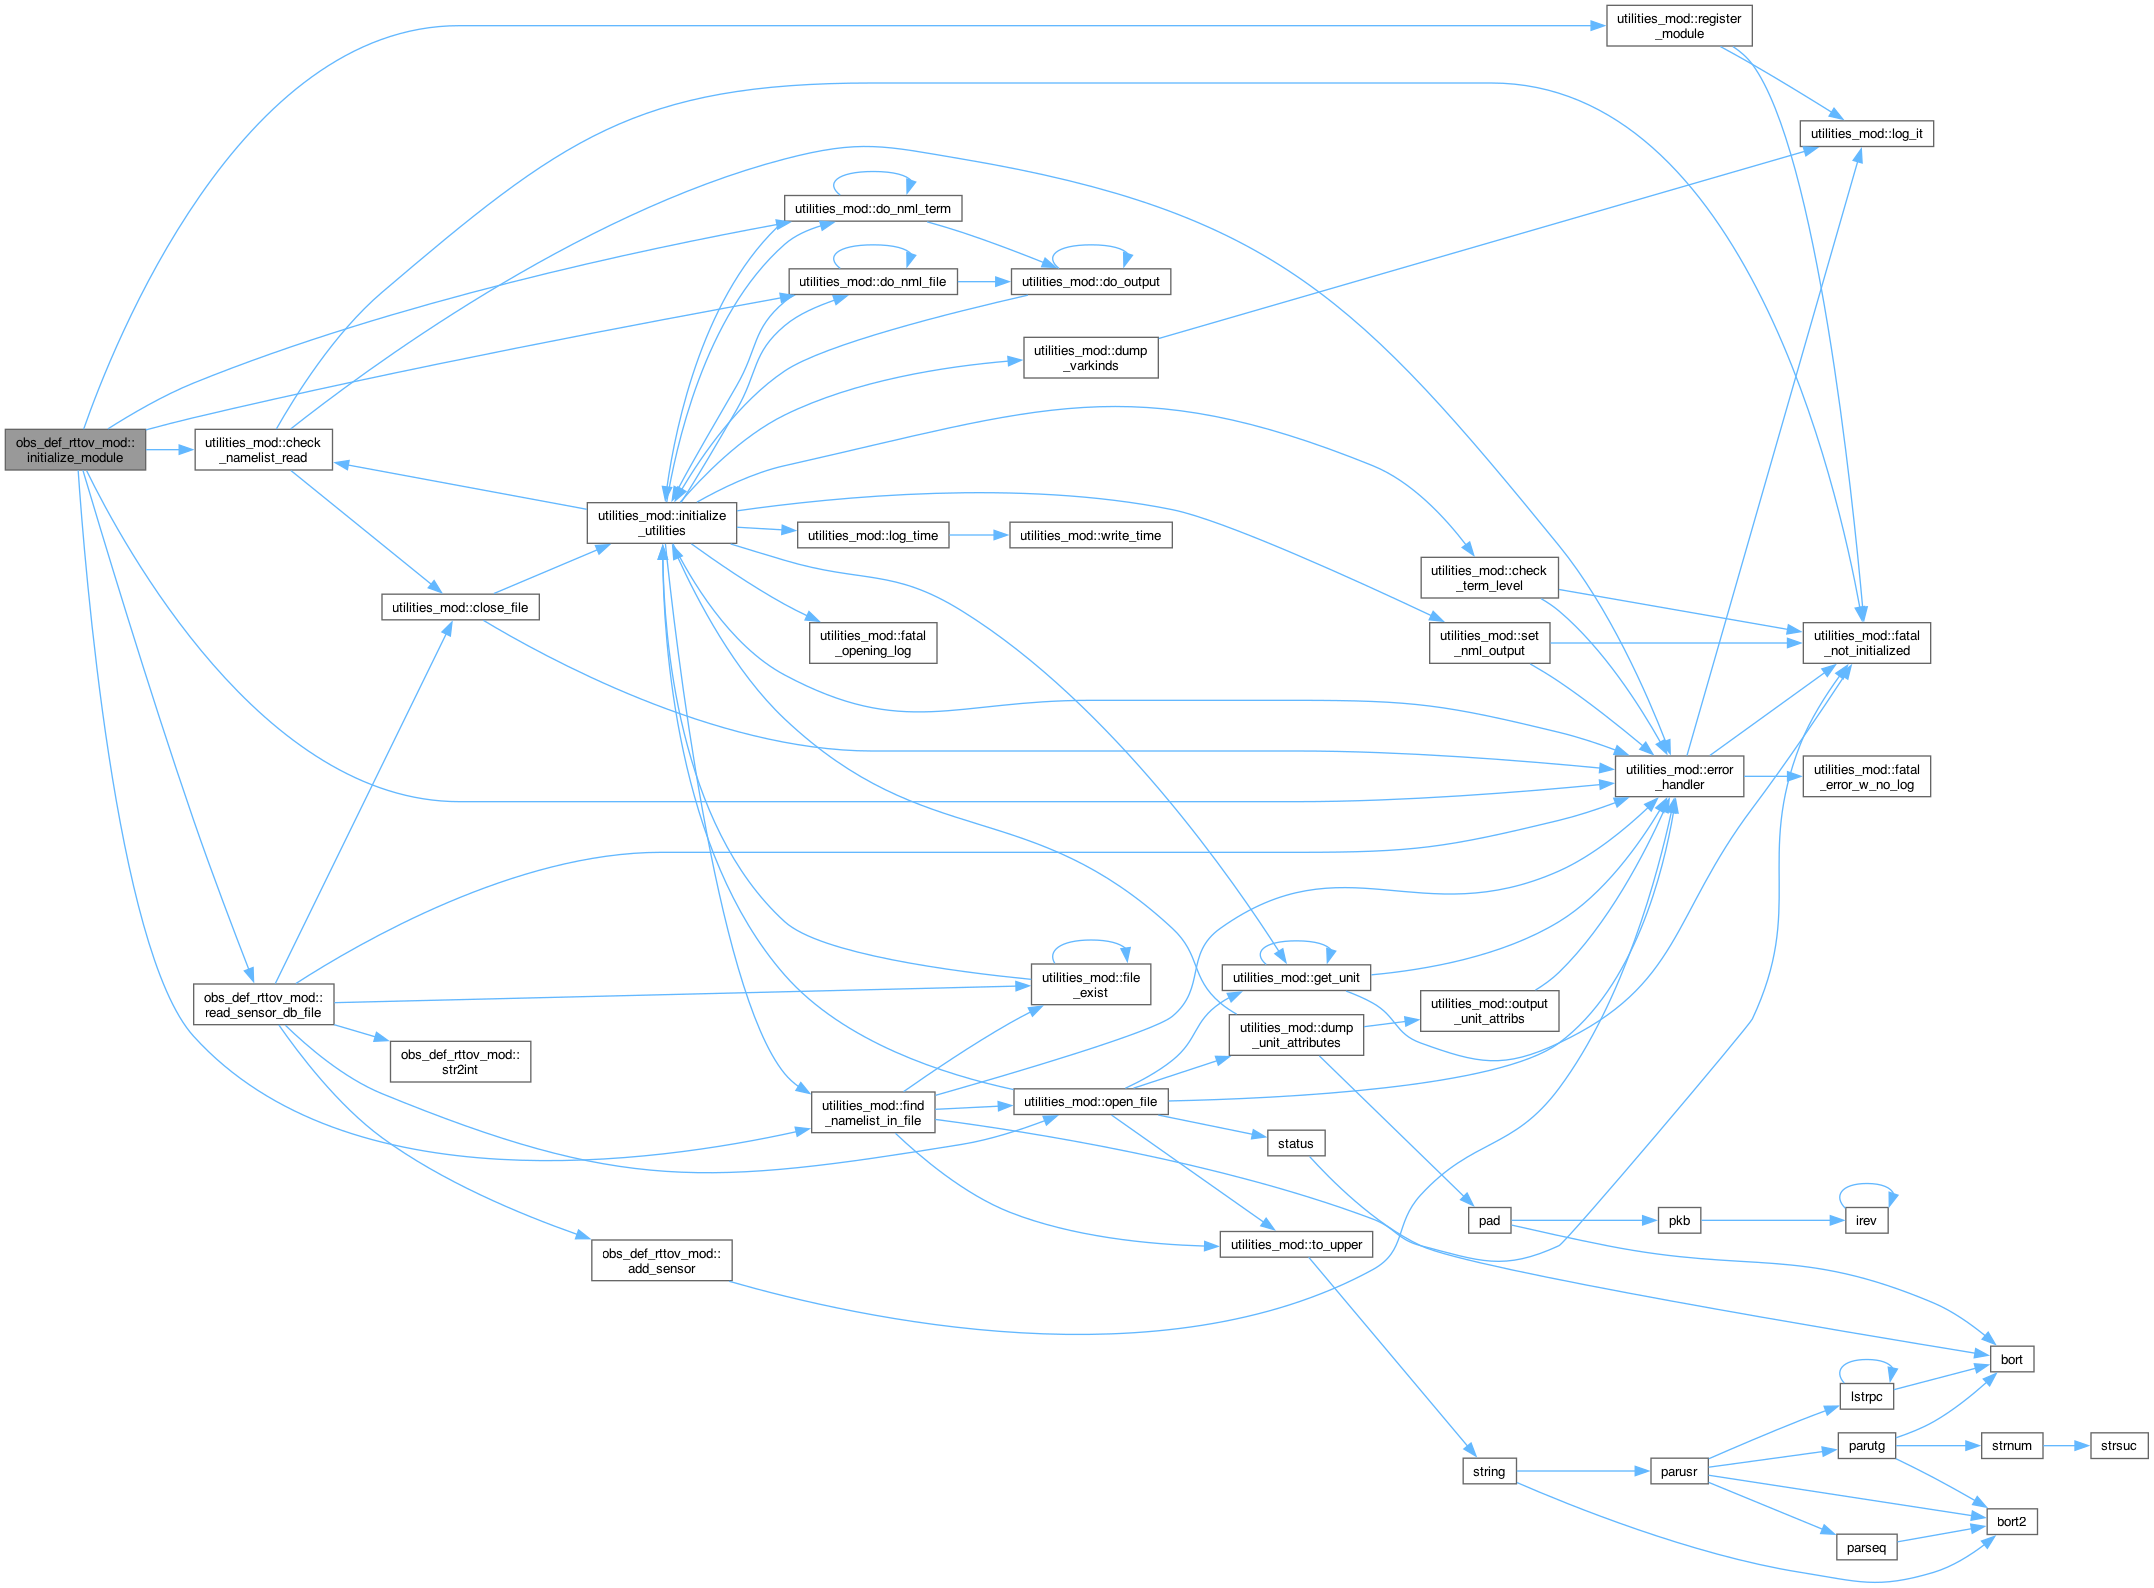 utilities_mod::register
_module
utilities_mod::log_it
utilities_mod::do_nml_term
utilities_mod::do_nml_file
utilities_mod::do_output
utilities_mod::dump
_varkinds
obs_def_rttov_mod::
initialize_module
utilities_mod::check
_namelist_read
utilities_mod::initialize
_utilities
utilities_mod::log_time
utilities_mod::write_time
utilities_mod::check
_term_level
utilities_mod::close_file
utilities_mod::fatal
_opening_log
utilities_mod::set
_nml_output
utilities_mod::fatal
_not_initialized
utilities_mod::error
_handler
utilities_mod::fatal
_error_w_no_log
obs_def_rttov_mod::
read_sensor_db_file
utilities_mod::file
_exist
utilities_mod::get_unit
utilities_mod::output
_unit_attribs
utilities_mod::dump
_unit_attributes
obs_def_rttov_mod::
str2int
utilities_mod::find
_namelist_in_file
utilities_mod::open_file
status
pad
pkb
irev
utilities_mod::to_upper
obs_def_rttov_mod::
add_sensor
bort
lstrpc
parutg
strnum
strsuc
string
parusr
bort2
parseq